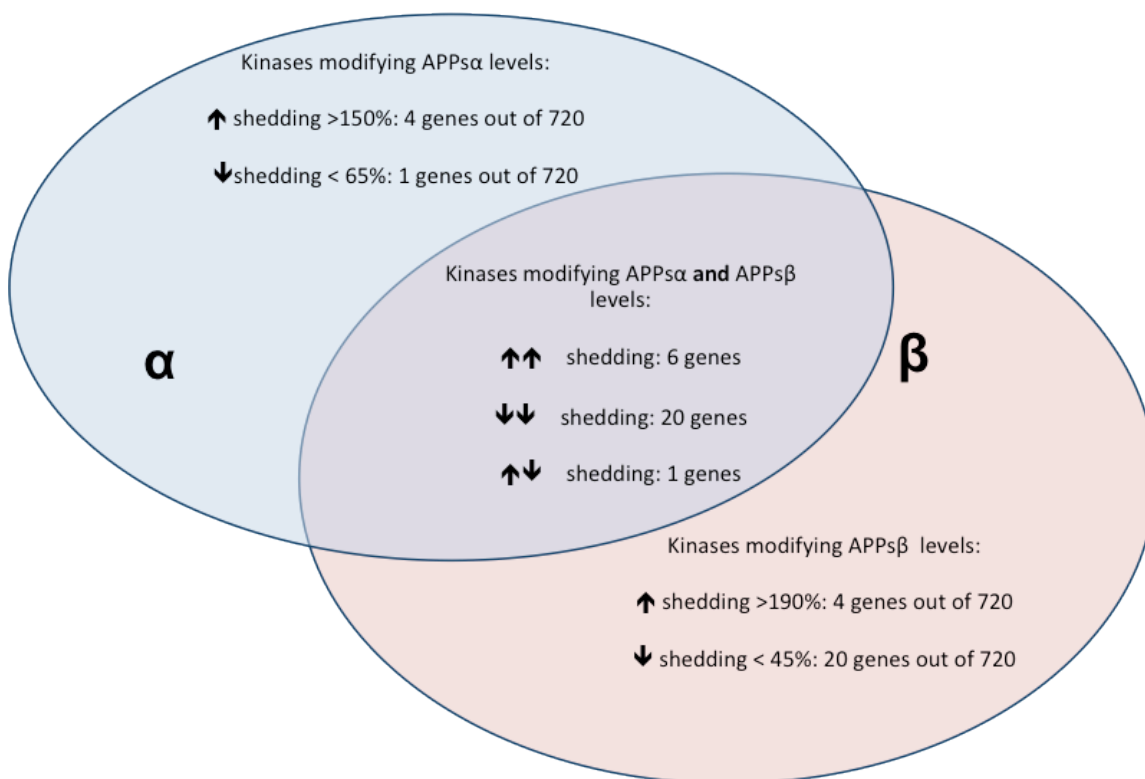 Kinases modifying APPsα levels:
↑ shedding >150%: 4 genes out of 720
↓shedding < 65%: 1 genes out of 720
Kinases modifying APPsα and APPsβ
levels:
↑↑ shedding: 6 genes
↓↓ shedding: 20 genes
↑↓ shedding: 1 genes
α
β
Kinases modifying APPsβ levels:
↑ shedding >190%: 4 genes out of 720
↓ shedding < 45%: 20 genes out of 720